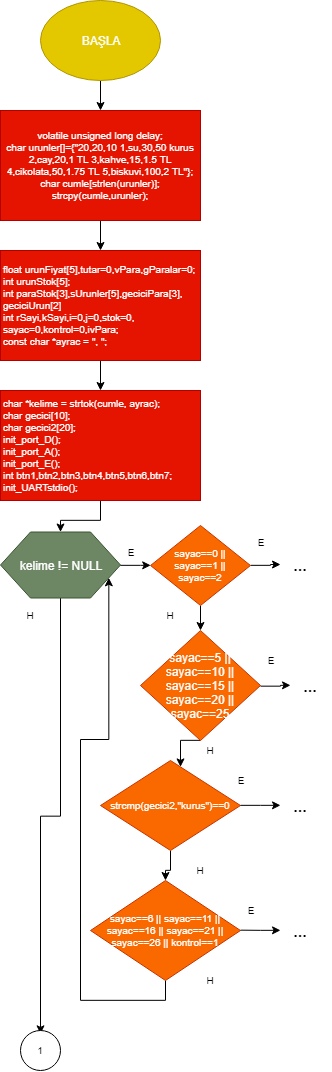 BAŞLA
volatile unsigned long delay;
char urunler[]={"20,20,10 1,su,30,50 kurus
2,cay,20,1 TL 3,kahve,15,1.5 TL
4,cikolata,50,1.75 TL 5,biskuvi,100,2 TL"};
char cumle[strlen(urunler)];
strcpy(cumle,urunler);
float urunFiyat[5],tutar=0,vPara,gParalar=0;
int urunStok[5];
int paraStok[3],sUrunler[5],geciciPara[3],
geciciUrun[2]
int rSayi,kSayi,i=0,j=0,stok=0,
sayac=0,kontrol=0,ivPara;
const char *ayrac = ", ";
char *kelime = strtok(cumle, ayrac);
char gecici[10];
char gecici2[20];
init_port_D();
init_port_A();
init_port_E();
int btn1,btn2,btn3,btn4,btn5,btn6,btn7;
init_UARTstdio();
kelime != NULL
E
H
sayac==0 ||
sayac==1 ||
sayac==2
E
...
H
sayac==5 ||
sayac==10 ||
sayac==15 ||
sayac==20 ||
sayac==25
E
...
H
strcmp(gecici2,"kurus")==0
E
...
H
sayac==6 || sayac==11 ||
sayac==16 || sayac==21 ||
sayac==26 || kontrol==1
E
...
H
1